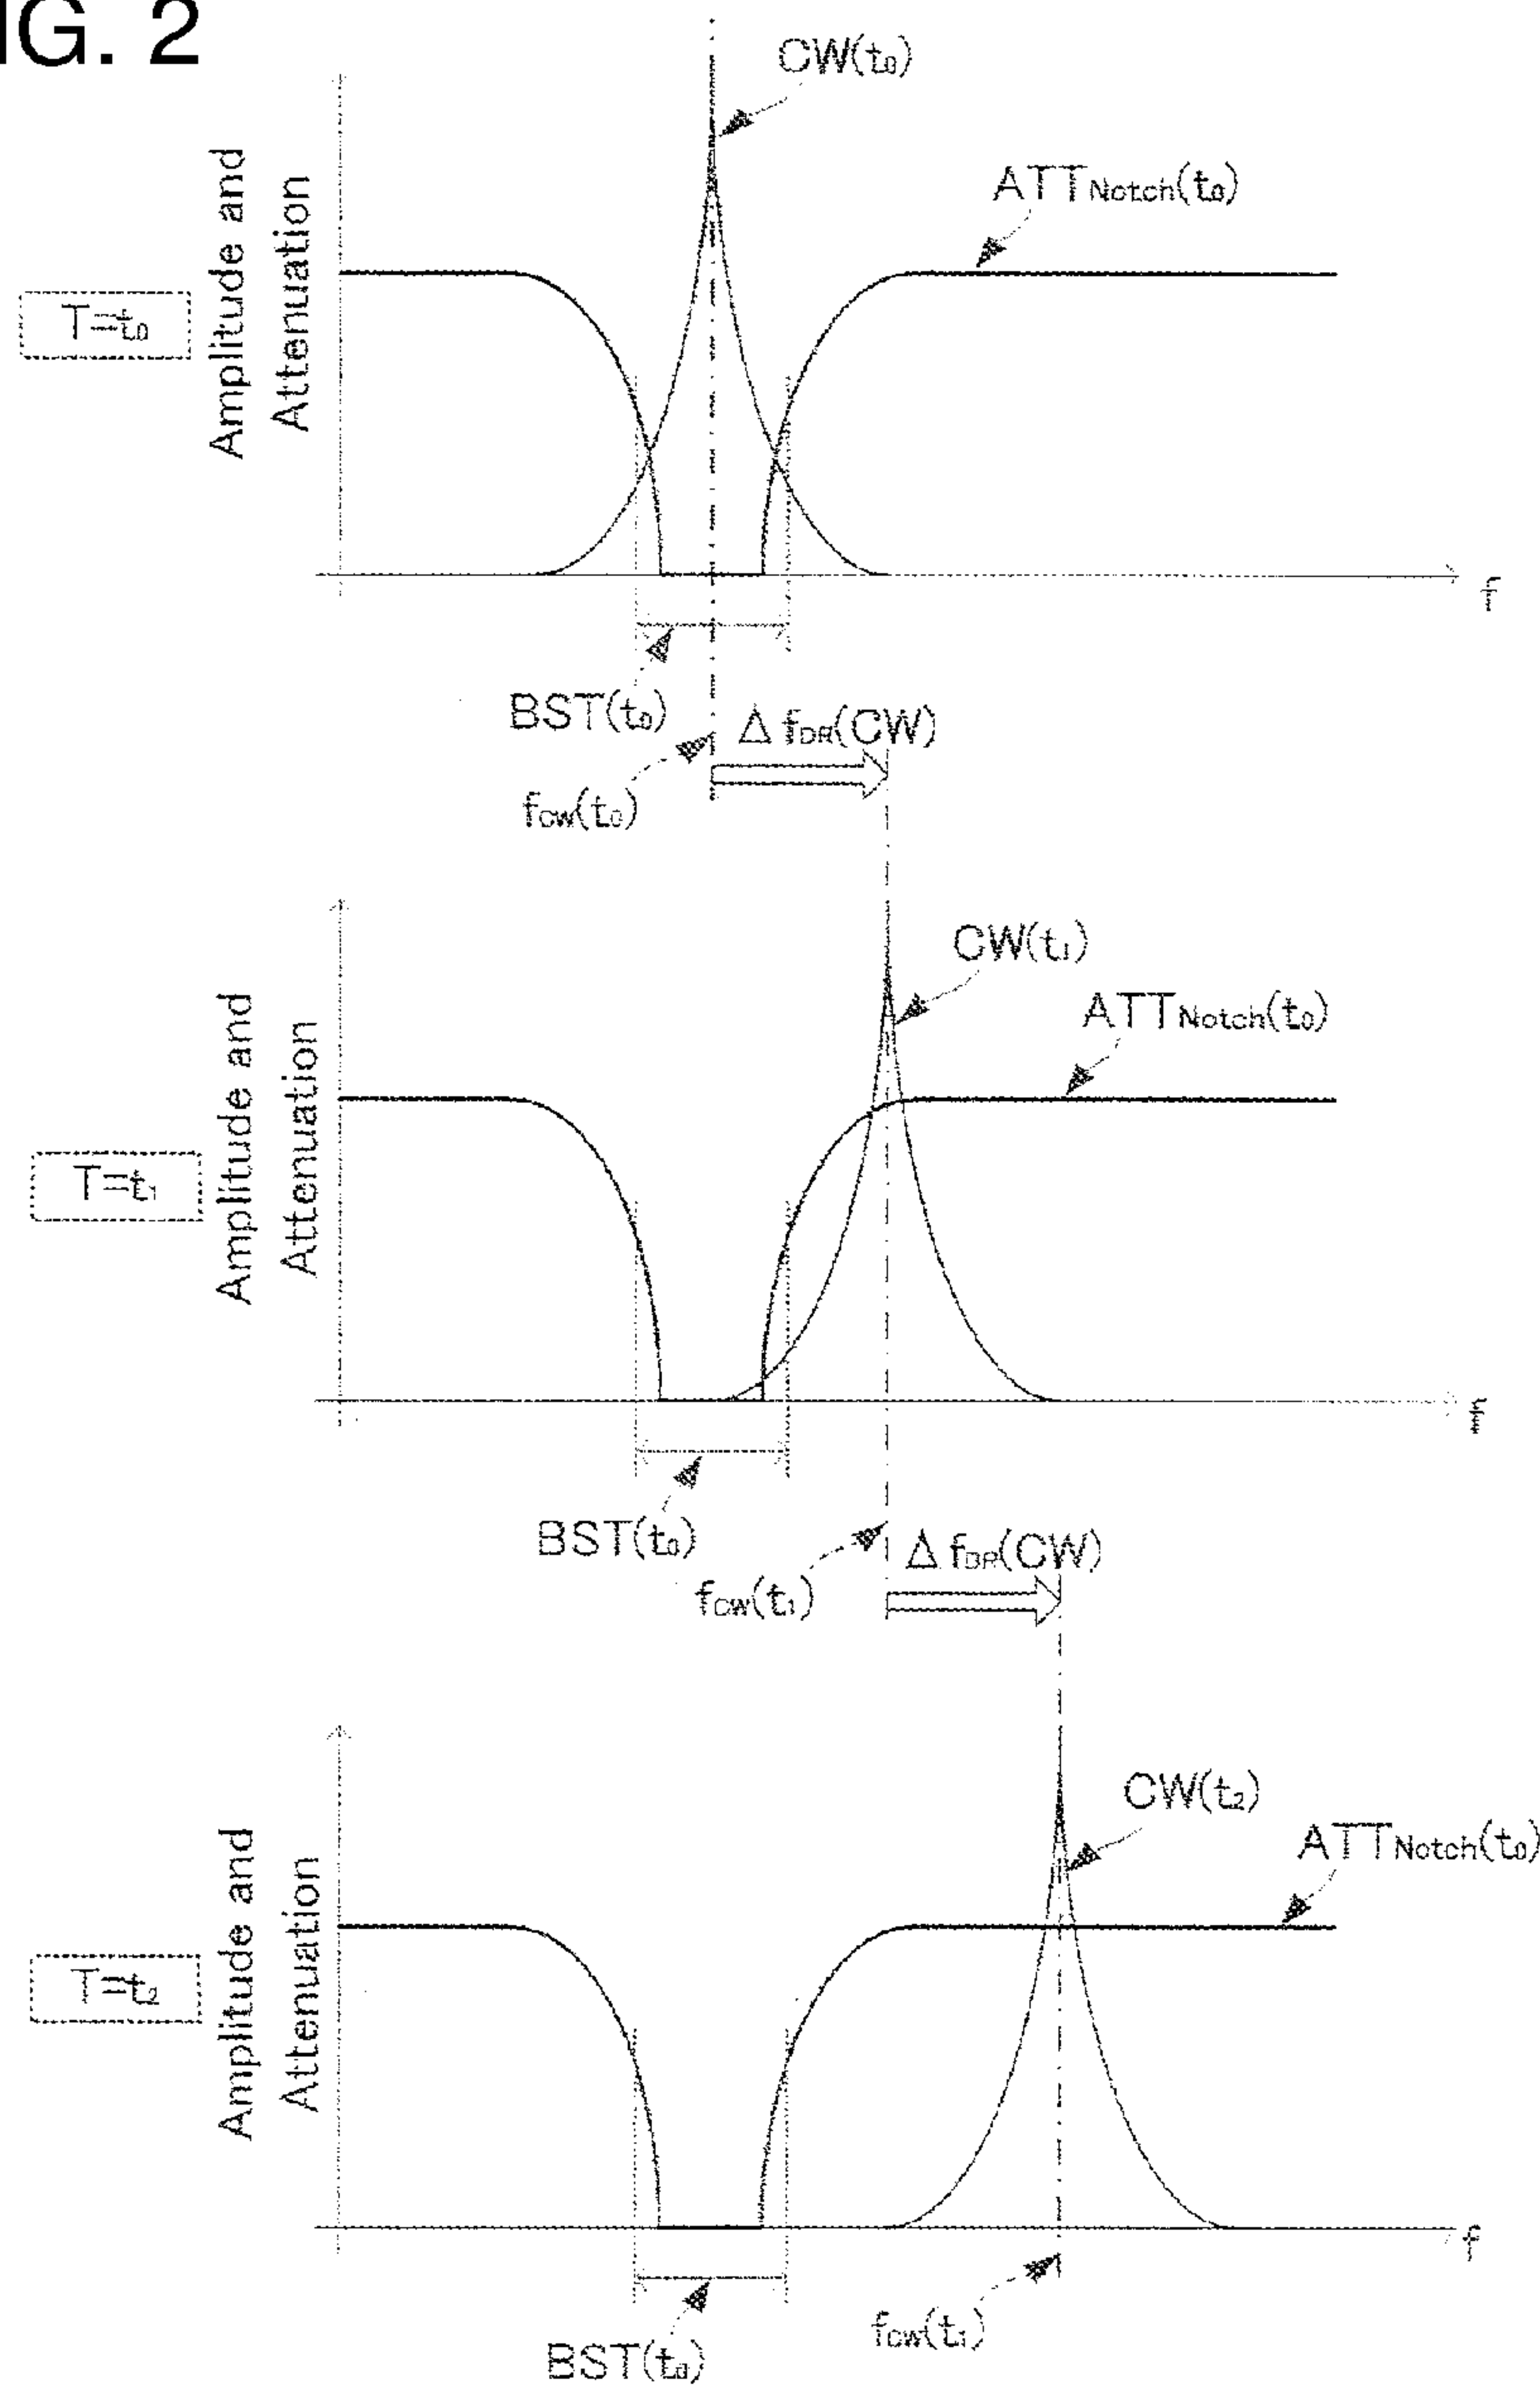 IG. 2
CW(t0)
ATTNotch(t0)
T=t0
Amplitude and
Attenuation
f
BST(t0)
Δ fDR(CW)
fCW(t0)
CW(t1)
ATTNotch(t0)
T=t1
Amplitude and
Attenuation
f
BST(t0)
Δ fDR(CW)
fCW(t1)
CW(t2)
ATTNotch(t0)
T=t2
Amplitude and
Attenuation
f
fCW(t1)
BST(t0)